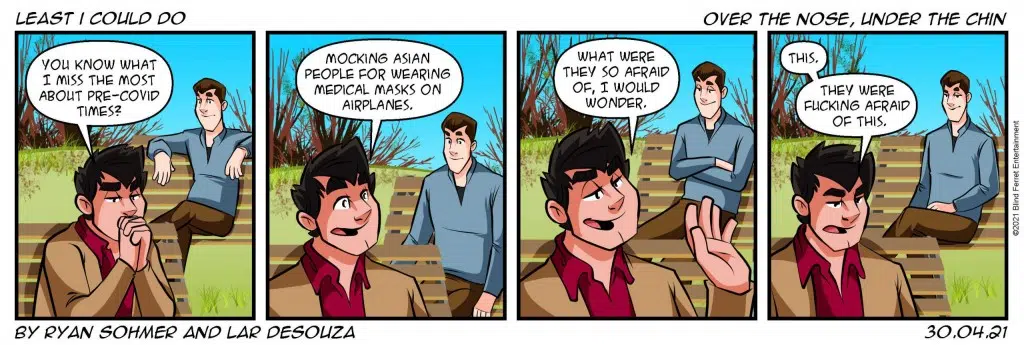 LEAST I COULD DO
OVER THE NOSE, UNDER THE CHIN
YOU KNOW WHAT
I MISS THE MOST
ABOUT PRE-COVID
TIMES?
MOCKING ASIAN
PEOPLE FOR WEARING
MEDICAL MASKS ON
AIRPLANES.
WHAT WERE
THEY SO AFRAID
OF, I WOULD
WONDER.
THIS.
THEY WERE
FUCKING AFRAID
OF THIS.
©2021 Blind Ferret Entertainment
BY RYAN SOHMER AND LAR DESOUZA
30.04.21